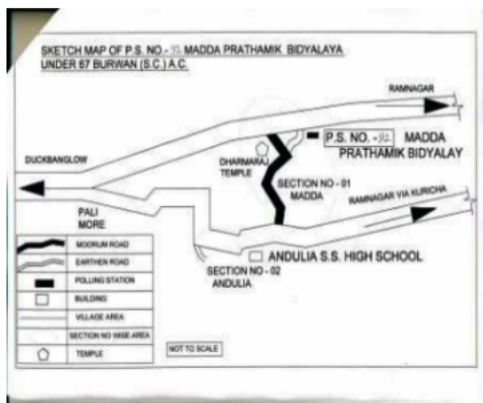 SKETCH MAP OF P.S. NO.- 92 MADDA PRATHAMIK BIDYALAYA
UNDER 67 BURWAN (S.C.) A.C.
RAMNAGAR
P.S. NO. -92 MADDA
PRATHAMIK BIDYALAY
DHARMARAJ
TEMPLE
DUCKBANGLOW
SECTION NO - 01
MADDA
RAMNAGAR VIA KURICHA
PALI
MORE
ANDULIA S.S. HIGH SCHOOL
SECTION NO - 02
ANDULIA
MOORUM ROAD
EARTHEN ROAD
POLLING STATION
BUILDING
VILLAGE AREA
SECTION NO WISE AREA
TEMPLE
NOT TO SCALE